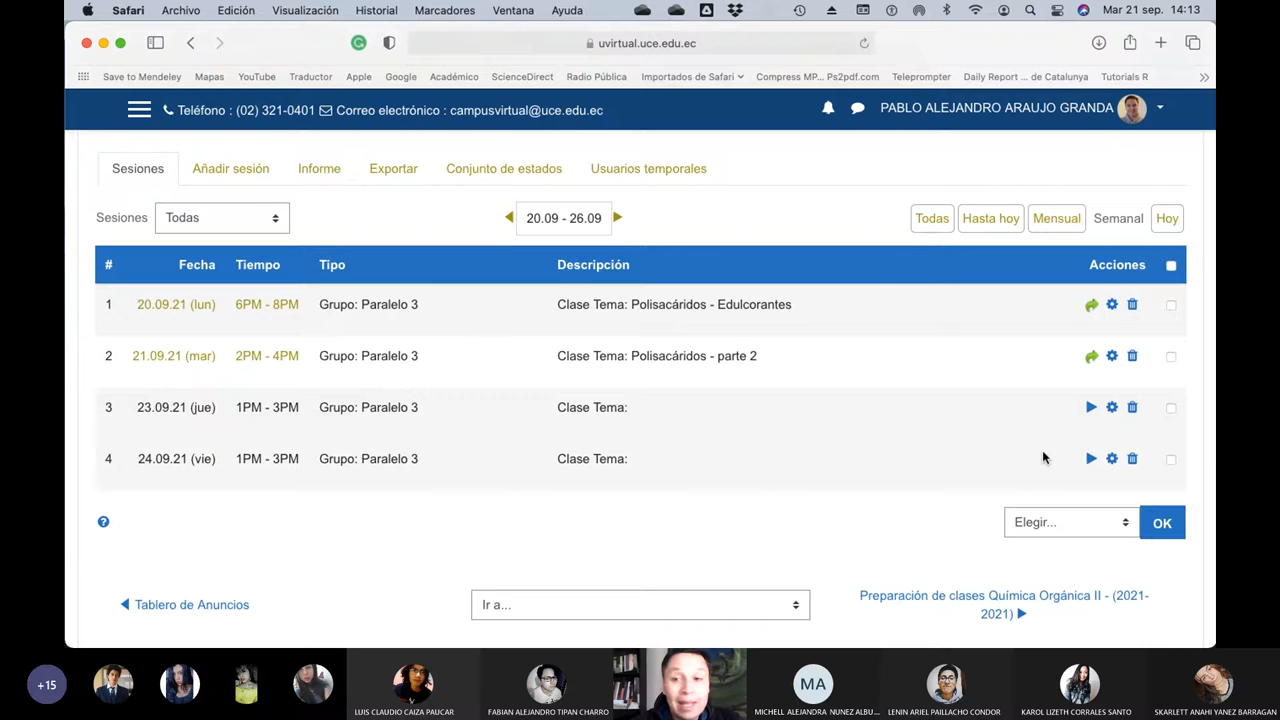 Safari Archivo Edición Visualización Historial Marcadores Ventana Ayuda Mar 21 sep. 14:13
uvirtual.uce.edu.ec
Save to Mendeley Mapas YouTube Traductor Apple Google Académico ScienceDirect Radio Pública Importados de Safari Compress MP... Ps2pdf.com Teleprompter Daily Report ... de Catalunya Tutorials R
Teléfono : (02) 321-0401 Correo electrónico : campusvirtual@uce.edu.ec PABLO ALEJANDRO ARAUJO GRANDA
Sesiones Añadir sesión Informe Exportar Conjunto de estados Usuarios temporales
Sesiones Todas 20.09 - 26.09 Todas Hasta hoy Mensual Semanal Hoy
# Fecha Tiempo Tipo Descripción Acciones
1 20.09.21 (lun) 6PM - 8PM Grupo: Paralelo 3 Clase Tema: Polisacáridos - Edulcorantes
2 21.09.21 (mar) 2PM - 4PM Grupo: Paralelo 3 Clase Tema: Polisacáridos - parte 2
3 23.09.21 (jue) 1PM - 3PM Grupo: Paralelo 3 Clase Tema:
4 24.09.21 (vie) 1PM - 3PM Grupo: Paralelo 3 Clase Tema:
Elegir... OK
Tablero de Anuncios Ir a... Preparación de clases Química Orgánica II - (2021-
2021)
+15 MA
LUIS CLAUDIO CAIZA PAUCAR FABIAN ALEJANDRO TIPAN CHARRO MICHELL ALEJANDRA NUNEZ ALBU... LENIN ARIEL PAILLACHO CONDOR KAROL LIZETH CORRALES SANTO SKARLETT ANAHI YANEZ BARRAGAN